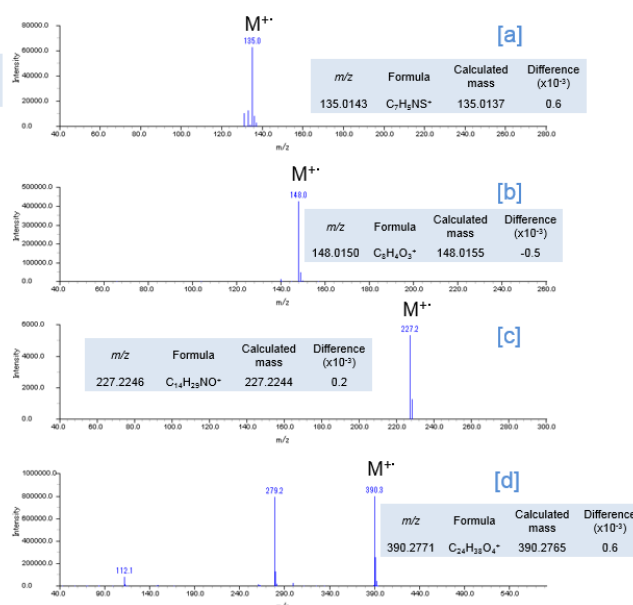 M+·
[a]
80000.0
60000.0
40000.0
20000.0
0.0
Intensity
135.0
m/z Formula Calculated mass Difference (x10⁻³)
135.0143 C₇H₅NS⁺ 135.0137 0.6
40.0 60.0 80.0 100.0 120.0 140.0 160.0 180.0 200.0 220.0 240.0 260.0 280.0
m/z
M+·
[b]
500000.0
400000.0
300000.0
200000.0
100000.0
0.0
Intensity
148.0
m/z Formula Calculated mass Difference (x10⁻³)
148.0150 C₈H₄O₃⁺ 148.0155 -0.5
40.0 60.0 80.0 100.0 120.0 140.0 160.0 180.0 200.0 220.0 240.0 260.0
m/z
M+·
[c]
6000.0
4000.0
2000.0
0.0
Intensity
227.2
m/z Formula Calculated mass Difference (x10⁻³)
227.2246 C₁₄H₂₉NO⁺ 227.2244 0.2
40.0 60.0 80.0 100.0 120.0 140.0 160.0 180.0 200.0 220.0 240.0 260.0 280.0 300.0
m/z
M+·
[d]
1000000.0
800000.0
600000.0
400000.0
200000.0
0.0
Intensity
112.1
279.2
390.3
m/z Formula Calculated mass Difference (x10⁻³)
390.2771 C₂₄H₃₈O₄⁺ 390.2765 0.6
40.0 90.0 140.0 190.0 240.0 290.0 340.0 390.0 440.0 490.0 540.0